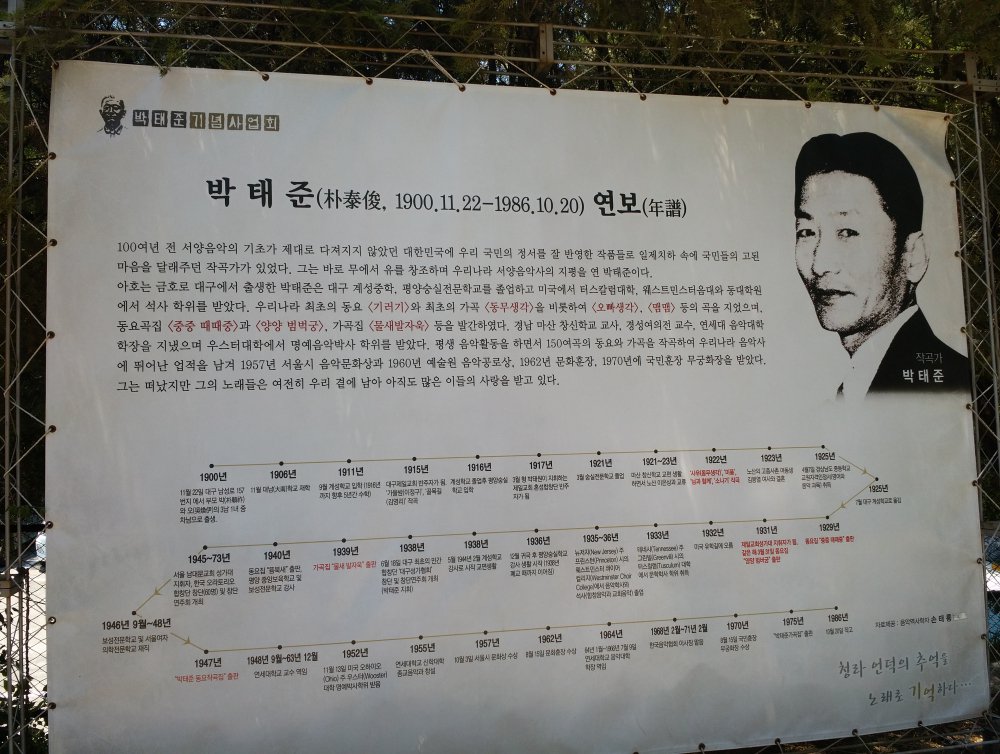 박태준기념사업회
박 태 준(朴泰俊, 1900.11.22-1986.10.20) 연보(年譜)
100여년 전 서양음악의 기초가 제대로 다져지지 않았던 대한민국에 우리 국민의 정서를 잘 반영한 작품들로 일제치하 속에 국민들의 고된
마음을 달래주던 작곡가가 있었다. 그는 바로 무에서 유를 창조하며 우리나라 서양음악사의 지평을 연 박태준이다.
아호는 금호로 대구에서 출생한 박태준은 대구 계성중학, 평양숭실전문학교를 졸업하고 미국에서 터스칼럼대학, 웨스트민스터음대와 동대학원
에서 석사 학위를 받았다. 우리나라 최초의 동요 〈기러기〉와 최초의 가곡 〈동무생각〉을 비롯하여 〈오빠생각〉, 〈맴맴〉 등의 곡을 지었으며,
동요곡집 〈중중 때때중〉과 〈양양 범벅궁〉, 가곡집 〈물새발자욱〉 등을 발간하였다. 경남 마산 창신학교 교사, 경성여의전 교수, 연세대 음악대학
학장을 지냈으며 우스터대학에서 명예음악박사 학위를 받았다. 평생 음악활동을 하면서 150여곡의 동요와 가곡을 작곡하여 우리나라 음악사
에 뛰어난 업적을 남겨 1957년 서울시 음악문화상과 1960년 예술원 음악공로상, 1962년 문화훈장, 1970년에 국민훈장 무궁화장을 받았다.
그는 떠났지만 그의 노래들은 여전히 우리 곁에 남아 아직도 많은 이들의 사랑을 받고 있다.
작곡가
박태준
1900년
11월 22일 대구 남성로 157
번지 에서 부모
의 3남 1녀 중
차남으로 출생.
1906년
11월 대남(大南)학교 재학
1911년
9월 계성학교 입학 (1916년
까지 향후 5년간 수학)
1915년
대구제일교회 반주자가 됨.
1916년
계성학교 졸업후 평양숭실
학교 입학
1917년
3월 형 박태원이 지휘하는
제일교회 혼성합창단 반주
자가 됨
1921년
3월 숭실전문학교 졸업
1921~23년
마산 창신학교 교편 생활
하면서 노산 이은상과 교류
1922년
'사우(동무생각)', '미풍',
'님과 함께', '소나기' 작곡
1923년
노산의 고종사촌 여동생
김봉렬 여사와 결혼
1925년
교원자격인정시험(영어과
음악 과목) 취득
1925년
7월 대구 계성학교로 옮김
1929년
동요집 "중중 때때중" 출판
1931년
제일교회성가대 지휘자가 됨.
같은 해 3월 31일 동요집
"양양 범버궁" 출판
1932년
미국 유학길에 오름
1933년
테네시(Tennessee) 주
그린빌(Greenvill) 시의
터스칼럼(Tusculum) 대학
에서 문학학사 학위 취득
1935~36년
뉴저지(New Jersey) 주
프린스턴(Princeton) 시의
웨스트민스터 콰이어
컬리지(Westminster Choir
College)에서 음악학사와
석사(합창음악과 교회음악) 졸업
1936년
12월 귀국 후 평양숭실학교
강사 생활 시작 (1938년
폐교 하까지 이어짐)
1938년
5월 1944년 2월 계성학교
강사로 시작 교편생활
1938년
6월 18일 대구 최초의 민간
합창단 '대구성가협회'
창단 및 창단연주회 개최
(박태준 지휘)
1939년
가곡집 "물새 발자욱" 출판
1940년
동요집 "등북새" 출판,
평양 중앙보육학교 및
보성전문학교 강사
1945~73년
서울 남대문교회 성가대
지휘자, 한국 오라토리오
합창단 창단(60명) 및 창단
연주회 개최
1946년 9월~48년
보성전문학교 및 서울여자
의학전문학교 재직
1947년
"박태준 동요작곡집" 출판
1948년 9월~63년 12월
연세대학교 교수 역임
1952년
11월 13일 미국 오하이오
(Ohio) 주 우스터(Wooster)
대학 명예박사학위 받음
1955년
연세대학교 신학대학
종교음악과 창설
1957년
10월 3일 서울시 문화상 수상
1962년
8월 15일 문화훈장 수상
1964년
64년 1월~1966년 7월 9일
연세대학교 음악대학
학장 역임
1968년 2월~71년 2월
한국음악협회 이사장 역임
1970년
8월 15일 국민훈장
무궁화장 수상
1975년
"박태준가곡집" 출판
1986년
10월 20일 작고
자료제공 : 음악역사학자 손태룡
청라 언덕의 추억을
노래로 기억하다...